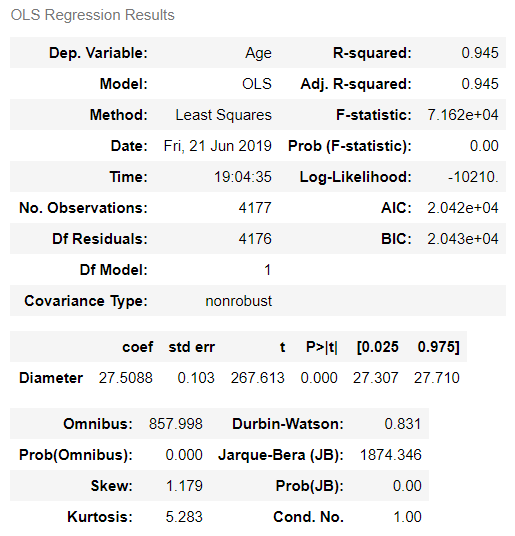 OLS Regression Results
Dep. Variable: Age R-squared: 0.945
Model: OLS Adj. R-squared: 0.945
Method: Least Squares F-statistic: 7.162e+04
Date: Fri, 21 Jun 2019 Prob (F-statistic): 0.00
Time: 19:04:35 Log-Likelihood: -10210.
No. Observations: 4177 AIC: 2.042e+04
Df Residuals: 4176 BIC: 2.043e+04
Df Model: 1
Covariance Type: nonrobust
coef std err t P>|t| [0.025 0.975]
Diameter 27.5088 0.103 267.613 0.000 27.307 27.710
Omnibus: 857.998 Durbin-Watson: 0.831
Prob(Omnibus): 0.000 Jarque-Bera (JB): 1874.346
Skew: 1.179 Prob(JB): 0.00
Kurtosis: 5.283 Cond. No. 1.00